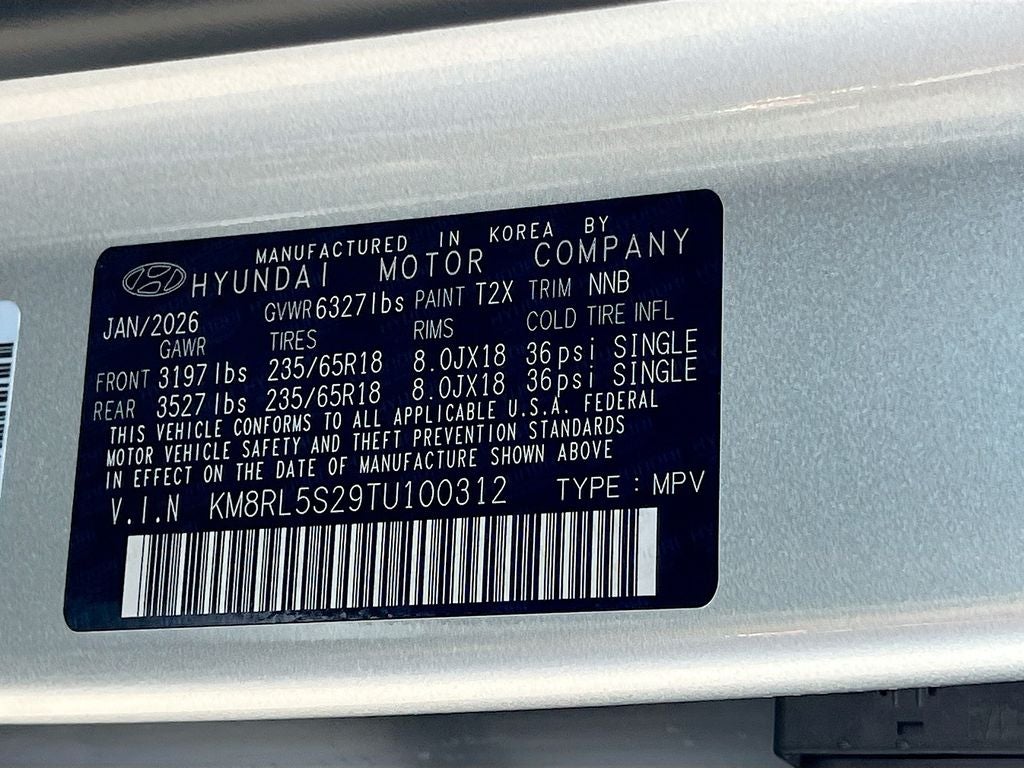 MANUFACTURED IN KOREA BY
HYUNDAI MOTOR COMPANY
JAN/2026 GVWR 6327lbs PAINT T2X TRIM NNB
GAWR TIRES RIMS COLD TIRE INFL
FRONT 3197lbs 235/65R18 8.0JX18 36psi SINGLE
REAR 3527lbs 235/65R18 8.0JX18 36psi SINGLE
THIS VEHICLE CONFORMS TO ALL APPLICABLE U.S.A. FEDERAL
MOTOR VEHICLE SAFETY AND THEFT PREVENTION STANDARDS
IN EFFECT ON THE DATE OF MANUFACTURE SHOWN ABOVE
V.I.N KM8RL5S29TU100312 TYPE : MPV